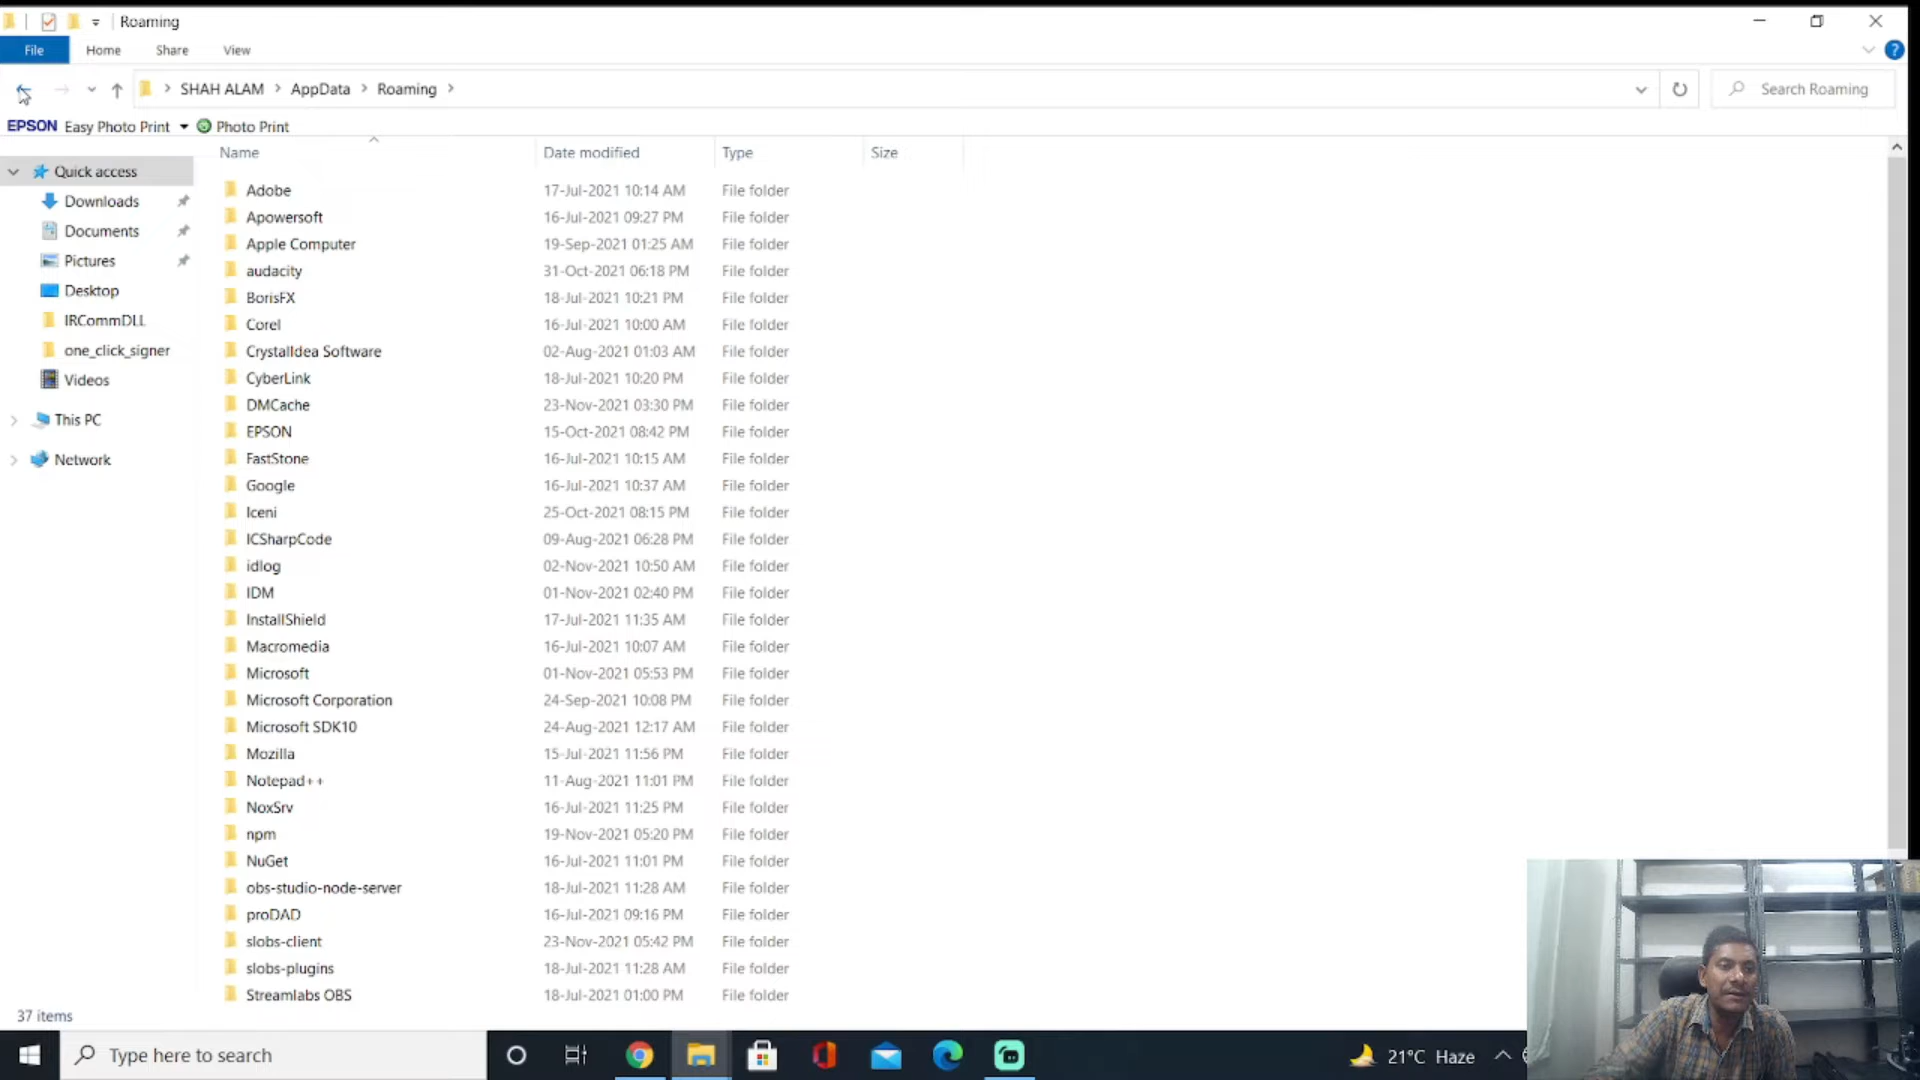 Roaming
File Home Share View
SHAH ALAM AppData Roaming Search Roaming
EPSON Easy Photo Print Photo Print
Name Date modified Type Size
Quick access
Downloads
Documents
Pictures
Desktop
IRCommDLL
one_click_signer
Videos
This PC
Network
Adobe 17-Jul-2021 10:14 AM File folder
Apowersoft 16-Jul-2021 09:27 PM File folder
Apple Computer 19-Sep-2021 01:25 AM File folder
audacity 31-Oct-2021 06:18 PM File folder
BorisFX 18-Jul-2021 10:21 PM File folder
Corel 16-Jul-2021 10:00 AM File folder
CrystalIdea Software 02-Aug-2021 01:03 AM File folder
CyberLink 18-Jul-2021 10:20 PM File folder
DMCache 23-Nov-2021 03:30 PM File folder
EPSON 15-Oct-2021 08:42 PM File folder
FastStone 16-Jul-2021 10:15 AM File folder
Google 16-Jul-2021 10:37 AM File folder
Iceni 25-Oct-2021 08:15 PM File folder
ICSharpCode 09-Aug-2021 06:28 PM File folder
idlog 02-Nov-2021 10:50 AM File folder
IDM 01-Nov-2021 02:40 PM File folder
InstallShield 17-Jul-2021 11:35 AM File folder
Macromedia 16-Jul-2021 10:07 AM File folder
Microsoft 01-Nov-2021 05:53 PM File folder
Microsoft Corporation 24-Sep-2021 10:08 PM File folder
Microsoft SDK10 24-Aug-2021 12:17 AM File folder
Mozilla 15-Jul-2021 11:56 PM File folder
Notepad++ 11-Aug-2021 11:01 PM File folder
NoxSrv 16-Jul-2021 11:25 PM File folder
npm 19-Nov-2021 05:20 PM File folder
NuGet 16-Jul-2021 11:01 PM File folder
obs-studio-node-server 18-Jul-2021 11:28 AM File folder
proDAD 16-Jul-2021 09:16 PM File folder
slobs-client 23-Nov-2021 05:42 PM File folder
slobs-plugins 18-Jul-2021 11:28 AM File folder
Streamlabs OBS 18-Jul-2021 01:00 PM File folder
37 items
Type here to search 21°C Haze